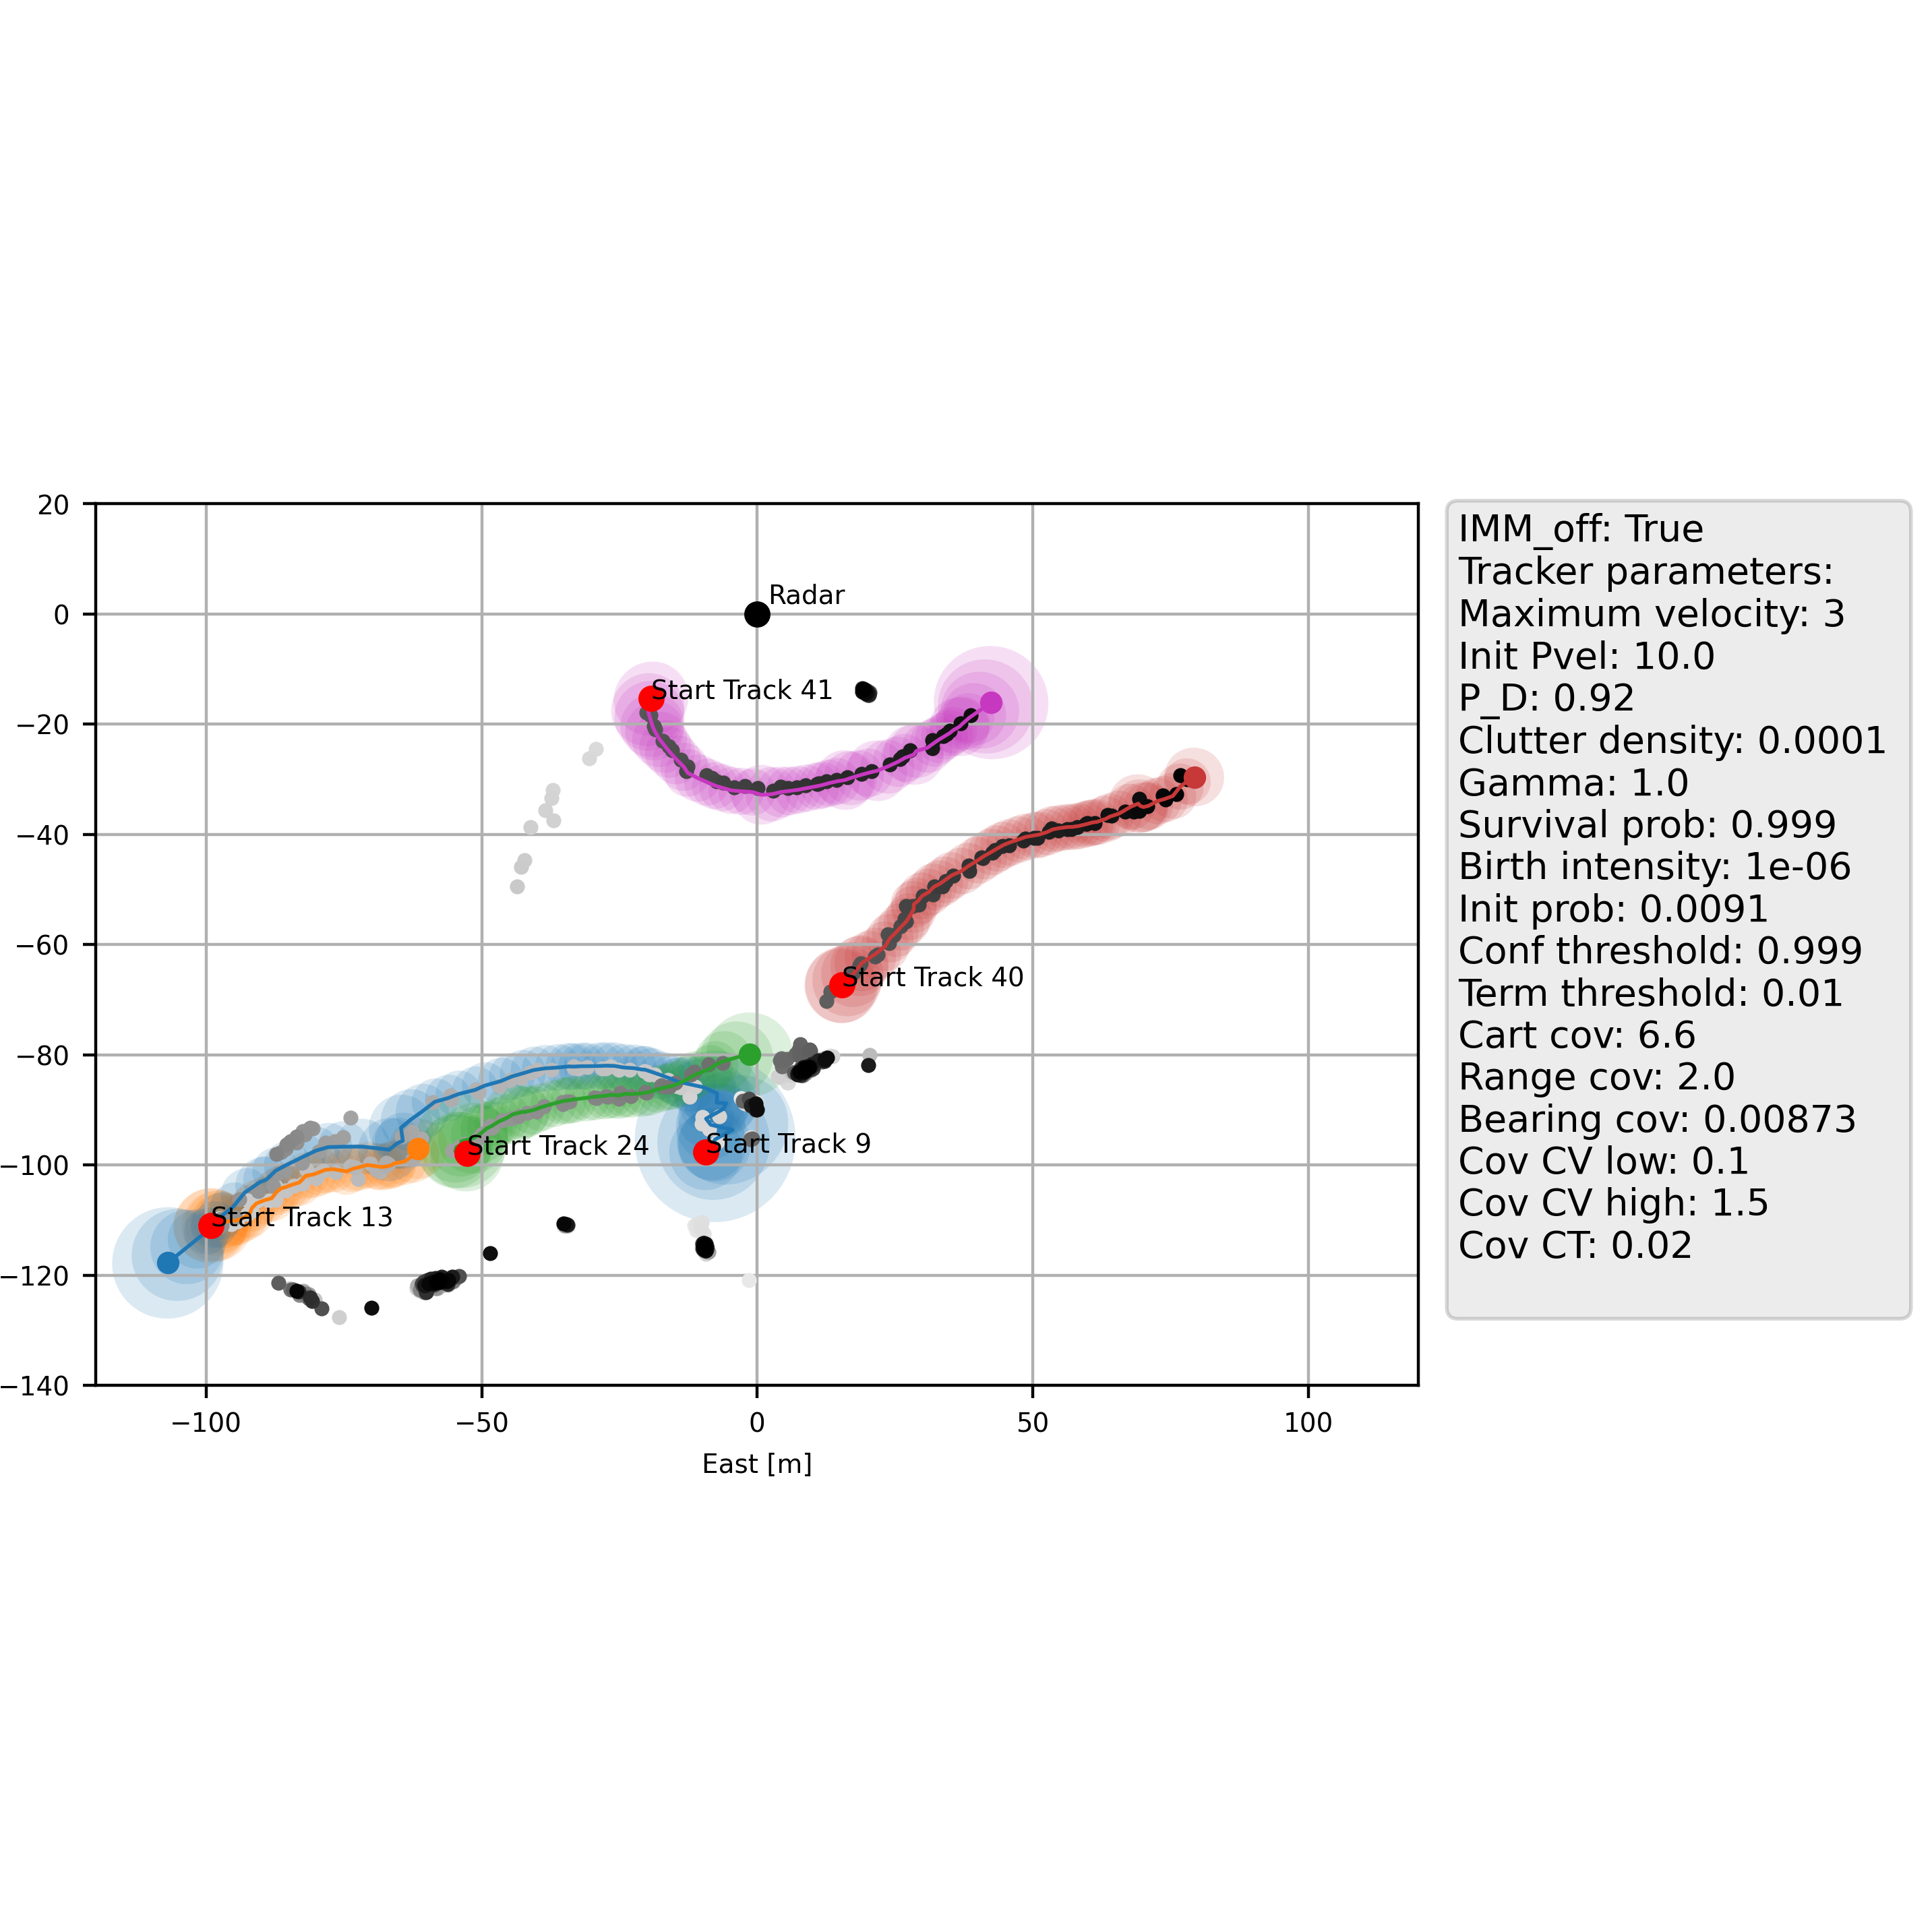 20
0
−20
−40
−60
−80
−100
−120
−140
−100
−50
0
50
100
East [m]
Radar
Start Track 41
Start Track 40
Start Track 24
Start Track 9
Start Track 13
IMM_off: True
Tracker parameters:
Maximum velocity: 3
Init Pvel: 10.0
P_D: 0.92
Clutter density: 0.0001
Gamma: 1.0
Survival prob: 0.999
Birth intensity: 1e-06
Init prob: 0.0091
Conf threshold: 0.999
Term threshold: 0.01
Cart cov: 6.6
Range cov: 2.0
Bearing cov: 0.00873
Cov CV low: 0.1
Cov CV high: 1.5
Cov CT: 0.02